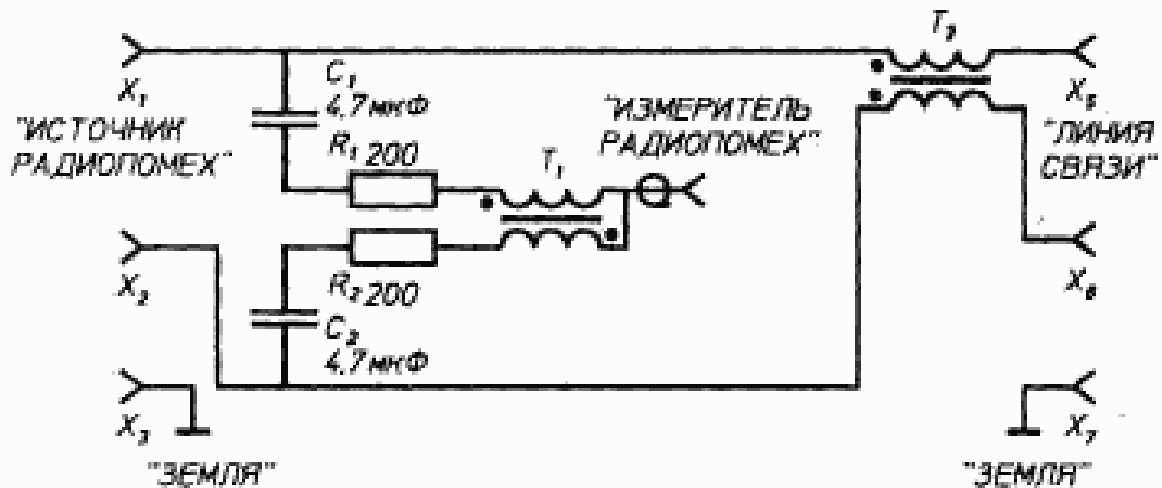 X₁
"ИСТОЧНИК
РАДИОПОМЕХ"
C₁
4.7 мкФ
R₁ 200
T₁
"ИЗМЕРИТЕЛЬ
РАДИОПОМЕХ"
T₂
X₅
"ЛИНИЯ
СВЯЗИ"
X₂
R₂ 200
C₂
4.7 мкФ
X₆
X₃
"ЗЕМЛЯ"
X₇
"ЗЕМЛЯ"